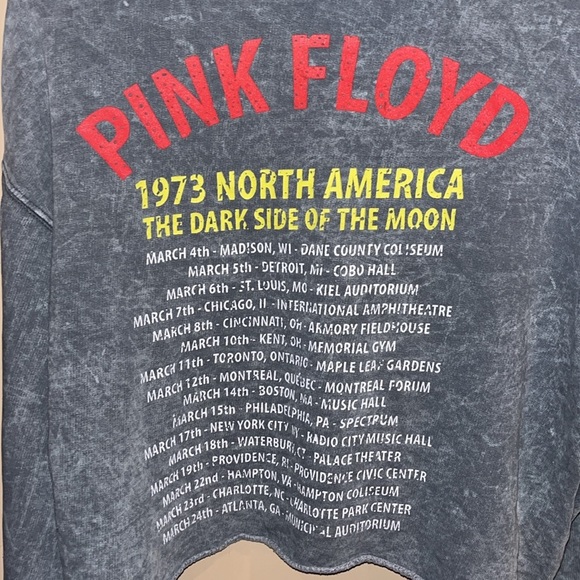 PINK FLOYD
1973 NORTH AMERICA
THE DARK SIDE OF THE MOON
MARCH 4th - MADISON, WI - DANE COUNTY COLISEUM
MARCH 5th - DETROIT, MI - COBO HALL
MARCH 6th - ST. LOUIS, MO - KIEL AUDITORIUM
MARCH 7th - CHICAGO, Il - INTERNATIONAL AMPHITHEATRE
MARCH 8th - CINCINNATI, OH - ARMORY FIELDHOUSE
MARCH 10th - KENT, OH - MEMORIAL GYM
MARCH 11th - TORONTO, ONTARIO - MAPLE LEAF GARDENS
MARCH 12th - MONTREAL, QUÉBEC - MONTREAL FORUM
MARCH 14th - BOSTON, MA - MUSIC HALL
MARCH 15th - PHILADELPHIA, PA - SPECTRUM
MARCH 17th - NEW YORK CITY NY - RADIO CITY MUSIC HALL
MARCH 18th - WATERBURY, CT - PALACE THEATER
MARCH 19th - PROVIDENCE, RI - PROVIDENCE CIVIC CENTER
MARCH 22nd - HAMPTON, VA - HAMPTON COLISEUM
MARCH 23rd - CHARLOTTE, NC - CHARLOTTE PARK CENTER
MARCH 24th - ATLANTA, GA - MUNICIPAL AUDITORIUM